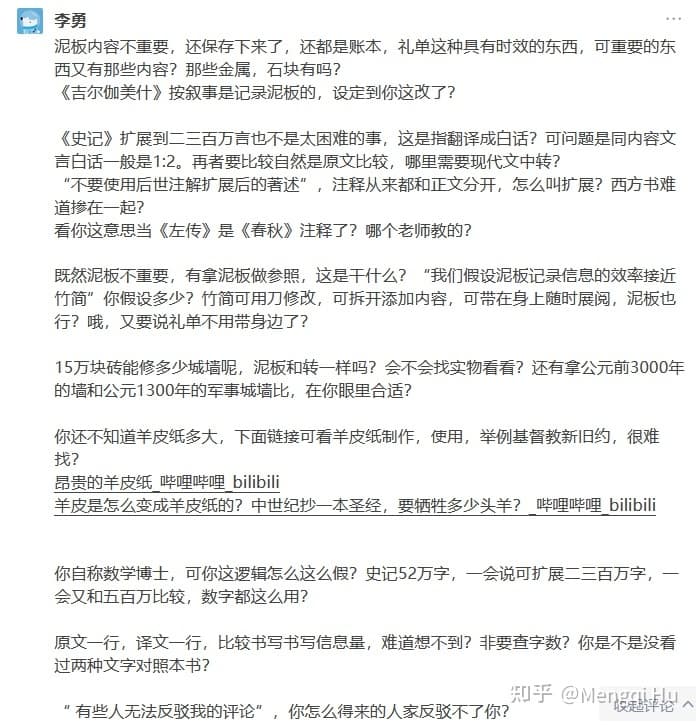 李勇
泥板内容不重要，还保存下来了，还都是账本，礼单这种具有时效的东西，可重要的东
西又有那些内容？那些金属，石块有吗？
《吉尔伽美什》按叙事是记录泥板的，设定到你这改了？
《史记》扩展到二三百万言也不是太困难的事，这是指翻译成白话？可问题是同内容文
言白话一般是1:2。再者要比较自然是原文比较，哪里需要现代文中转？
“不要使用后世注解扩展后的著述”，注释从来都和正文分开，怎么叫扩展？西方书难
道掺在一起？
看你这意思当《左传》是《春秋》注释了？哪个老师教的？
既然泥板不重要，有拿泥板做参照，这是干什么？“我们假设泥板记录信息的效率接近
竹简”你假设多少？竹简可用刀修改，可拆开添加内容，可带在身上随时展阅，泥板也
行？哦，又要说礼单不用带身边了？
15万块砖能修多少城墙呢，泥板和转一样吗？会不会找实物看看？还有拿公元前3000年
的墙和公元1300年的军事城墙比，在你眼里合适？
你还不知道羊皮纸多大，下面链接可看羊皮纸制作，使用，举例基督教新旧约，很难
找？
昂贵的羊皮纸_哔哩哔哩_bilibili
羊皮是怎么变成羊皮纸的？中世纪抄一本圣经，要牺牲多少头羊？_哔哩哔哩_bilibili
你自称数学博士，可你这逻辑怎么这么假？史记52万字，一会说可扩展二三百万字，一
会又和五百万比较，数字都这么用？
原文一行，译文一行，比较书写书写信息量，难道想不到？非要查字数？你是不是没看
过两种文字对照本书？
“ 有些人无法反驳我的评论”，你怎么得来的人家反驳不了你？
收起评论
知乎 @Mengqi Hu